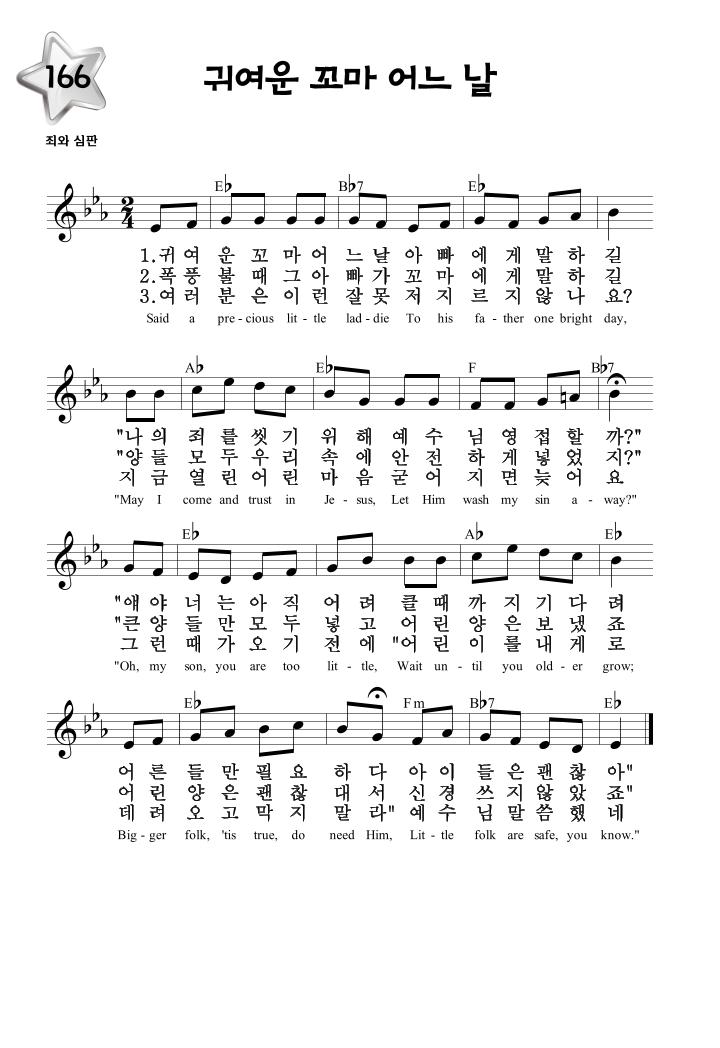 166
귀여운 꼬마 어느 날
죄와 심판
E♭ B♭7 E♭
2/4
1.귀여 운꼬마어 느날아빠 에게말하 길
2.폭풍 불때그아 빠가꼬마 에게말하 길
3.여러 분은이런 잘못저지 르지않나 요?
Said a pre-cious lit-tle lad-die To his fa-ther one bright day,
A♭ E♭ F B♭7
"나의 죄를씻기 위해예수 님영접할 까?"
"양들 모두우리 속에안전 하게넣었 지?"
지금 열린어린 마음굳어 지면늦어 요
"May I come and trust in Je-sus, Let Him wash my sin a-way?"
E♭ A♭ E♭
"얘야 너는아직 어려클때 까지기다 려
"큰양 들만모두 넣고어린 양은보냈 죠
그런 때가오기 전에"어린 이를내게 로
"Oh, my son, you are too lit-tle, Wait un-til you old-er grow;
E♭ Fm B♭7 E♭
어른 들만필요 하다아이 들은괜찮 아"
어린 양은괜찮 대서신경 쓰지않았 죠"
데려 오고막지 말라"예수 님말씀했 네
Big-ger folk, 'tis true, do need Him, Lit-tle folk are safe, you know."